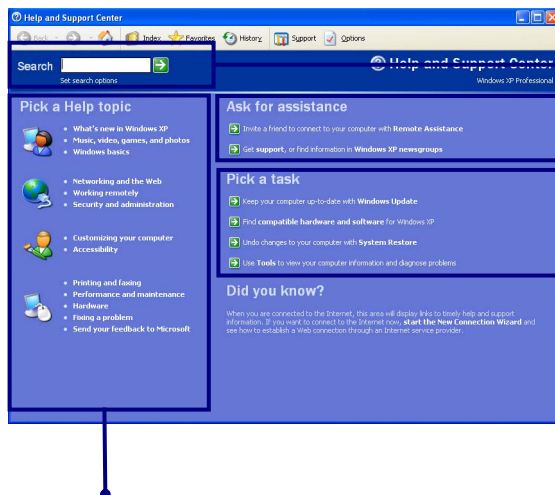 Help and Support Center
Back Index Favorites History Support Options
Search
Set search options
Help and Support Center
Windows XP Professional
Pick a Help topic
What's new in Windows XP
Music, video, games, and photos
Windows basics
Networking and the Web
Working remotely
Security and administration
Customizing your computer
Accessibility
Printing and faxing
Performance and maintenance
Hardware
Fixing a problem
Send your feedback to Microsoft
Ask for assistance
Invite a friend to connect to your computer with Remote Assistance
Get support, or find information in Windows XP newsgroups
Pick a task
Keep your computer up-to-date with Windows Update
Find compatible hardware and software for Windows XP
Undo changes to your computer with System Restore
Use Tools to view your computer information and diagnose problems
Did you know?
When you are connected to the Internet, this area will display links to timely help and support
information. If you want to connect to the Internet now, start the New Connection Wizard and
see how to establish a Web connection through an Internet service provider.